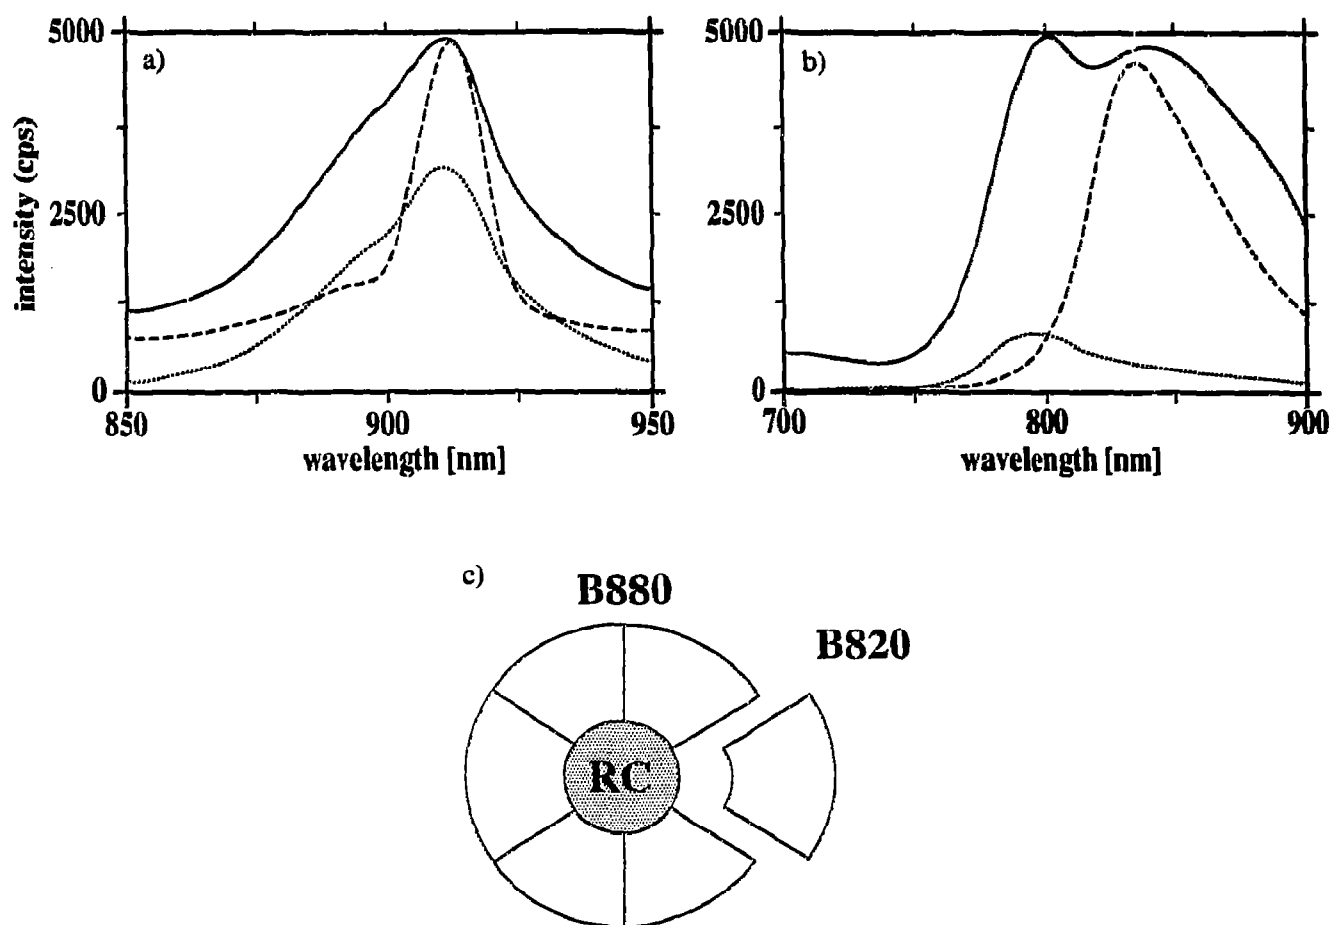 a)
5000
2500
0
intensity (cps)
850 900 950
wavelength [nm]
b)
5000
2500
0
700 800 900
wavelength [nm]
c)
B880
B820
RC